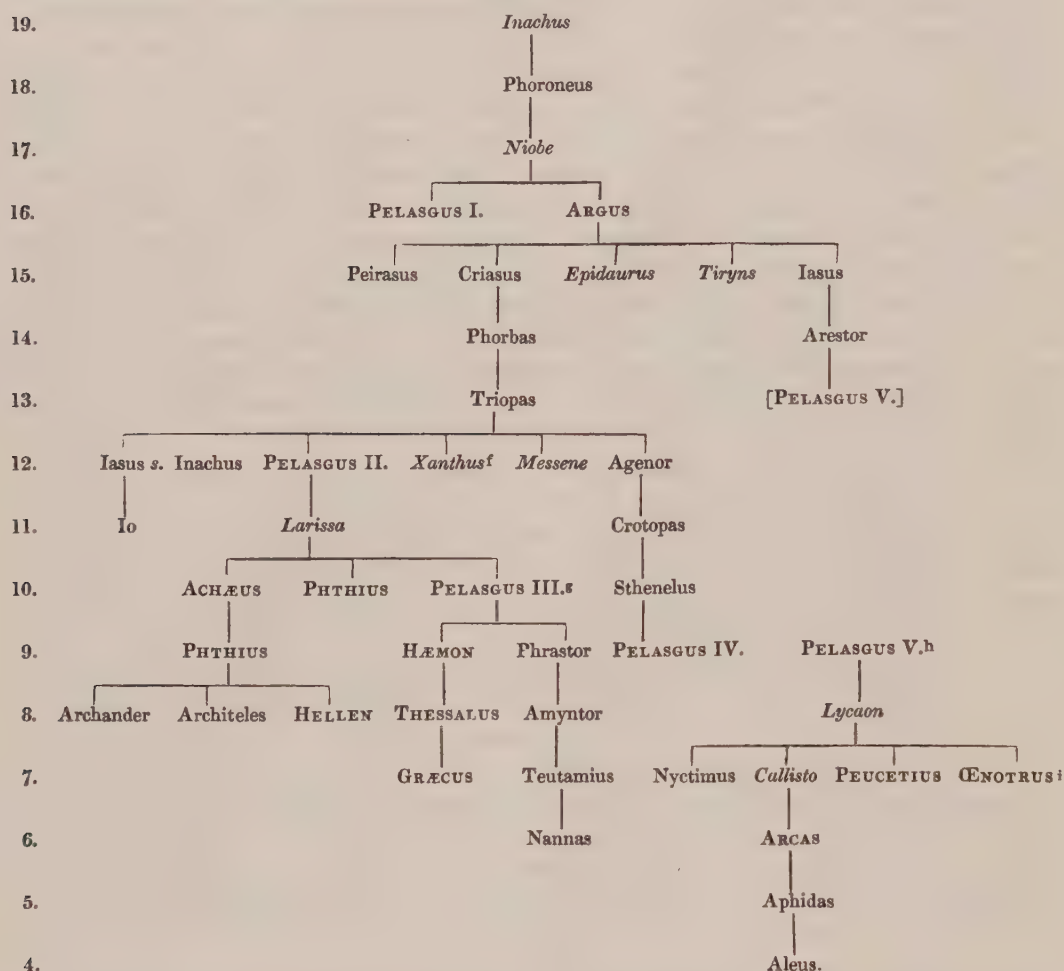 19. Inachus
18. Phoroneus
17. Niobe
16. PELASGUS I. ARGUS
15. Peirasus Criasus Epidaurus Tiryns Iasus
14. Phorbas Arestor
13. Triopas [PELASGUS V.]
12. Iasus s. Inachus PELASGUS II. Xanthus f Messene Agenor
11. Io Larissa Crotopas
10. ACHÆUS PHTHIUS PELASGUS III. g Sthenelus
9. PHTHIUS HÆMON Phrastor PELASGUS IV. PELASGUS V. h
8. Archander Architeles HELLEN THESSALUS Amyntor Lycaon
7. GRÆCUS Teutamius Nyctimus Callisto PEUCETIUS ŒNOTRUS i
6. Nannas ARCAS
5. Aphidas
4. Aleus.